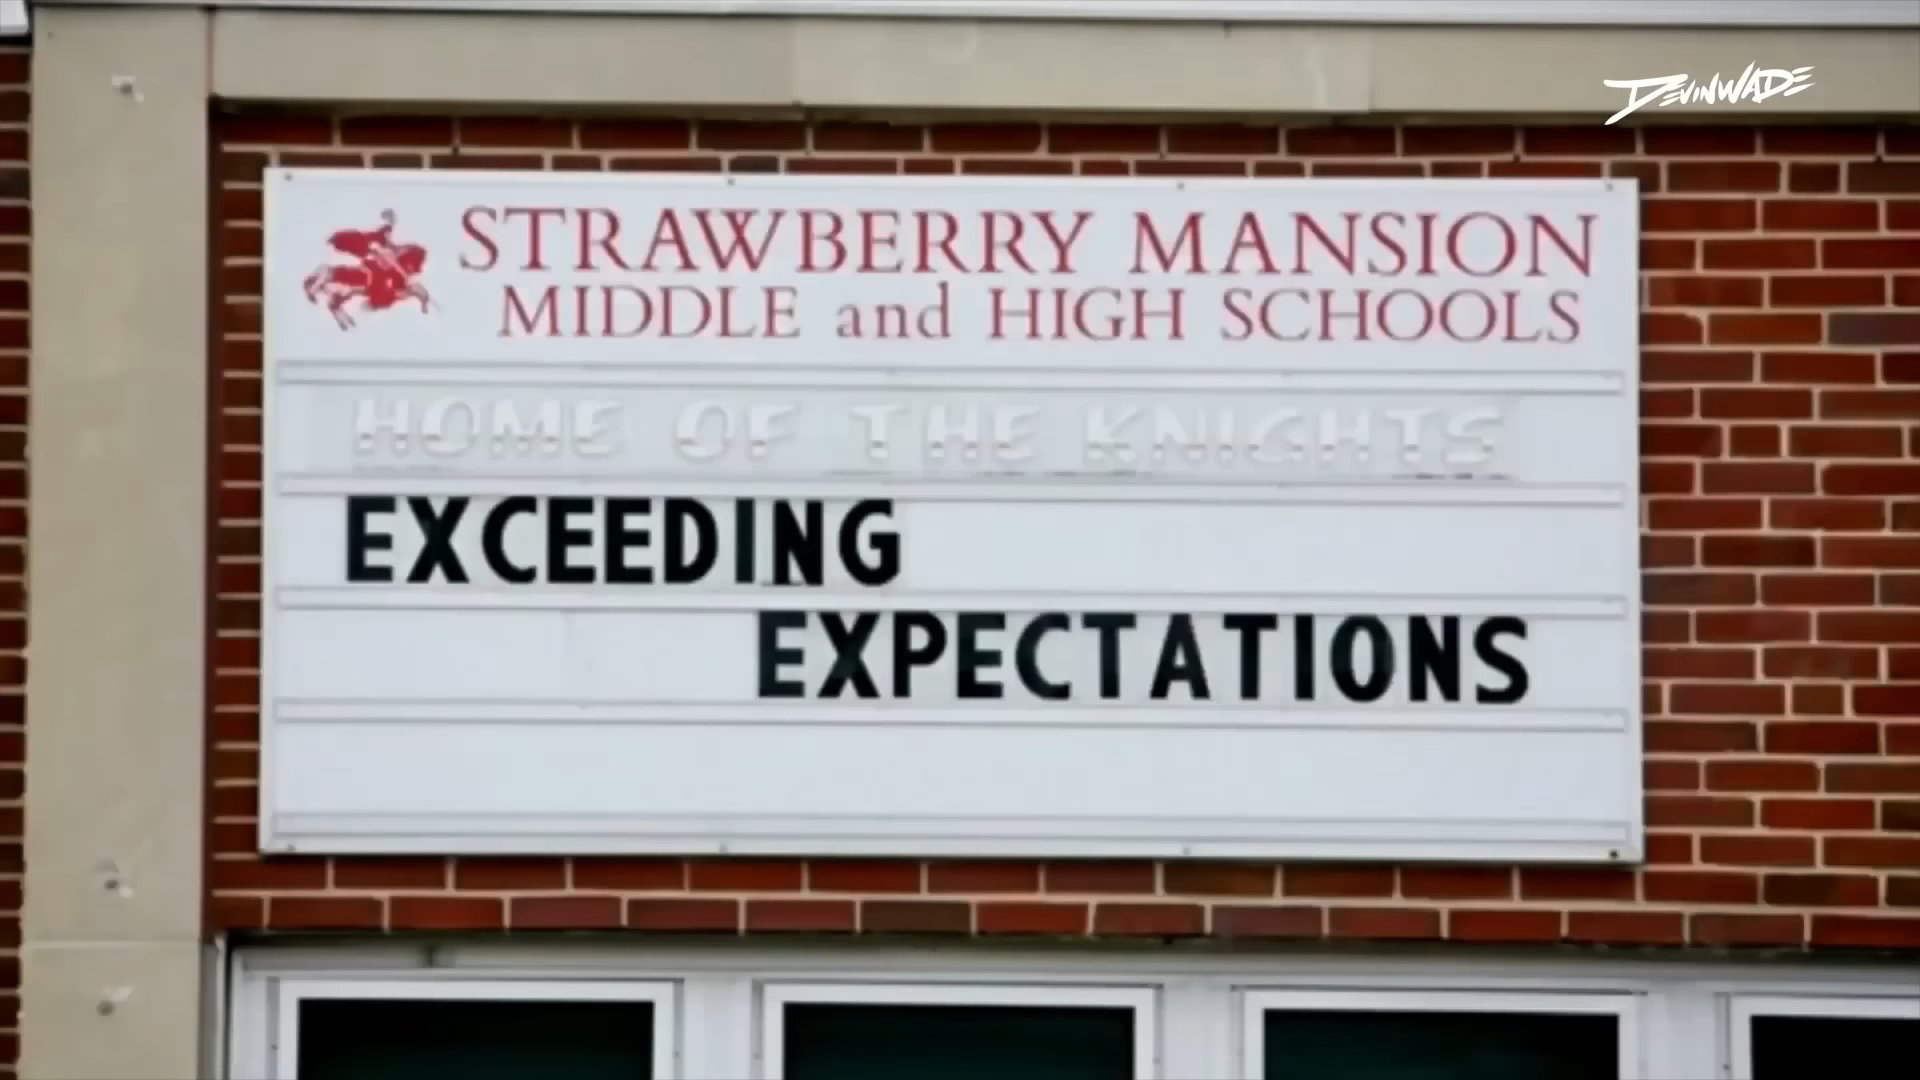 DEVINWADE
STRAWBERRY MANSION
MIDDLE and HIGH SCHOOLS
HOME OF THE KNIGHTS
EXCEEDING
EXPECTATIONS